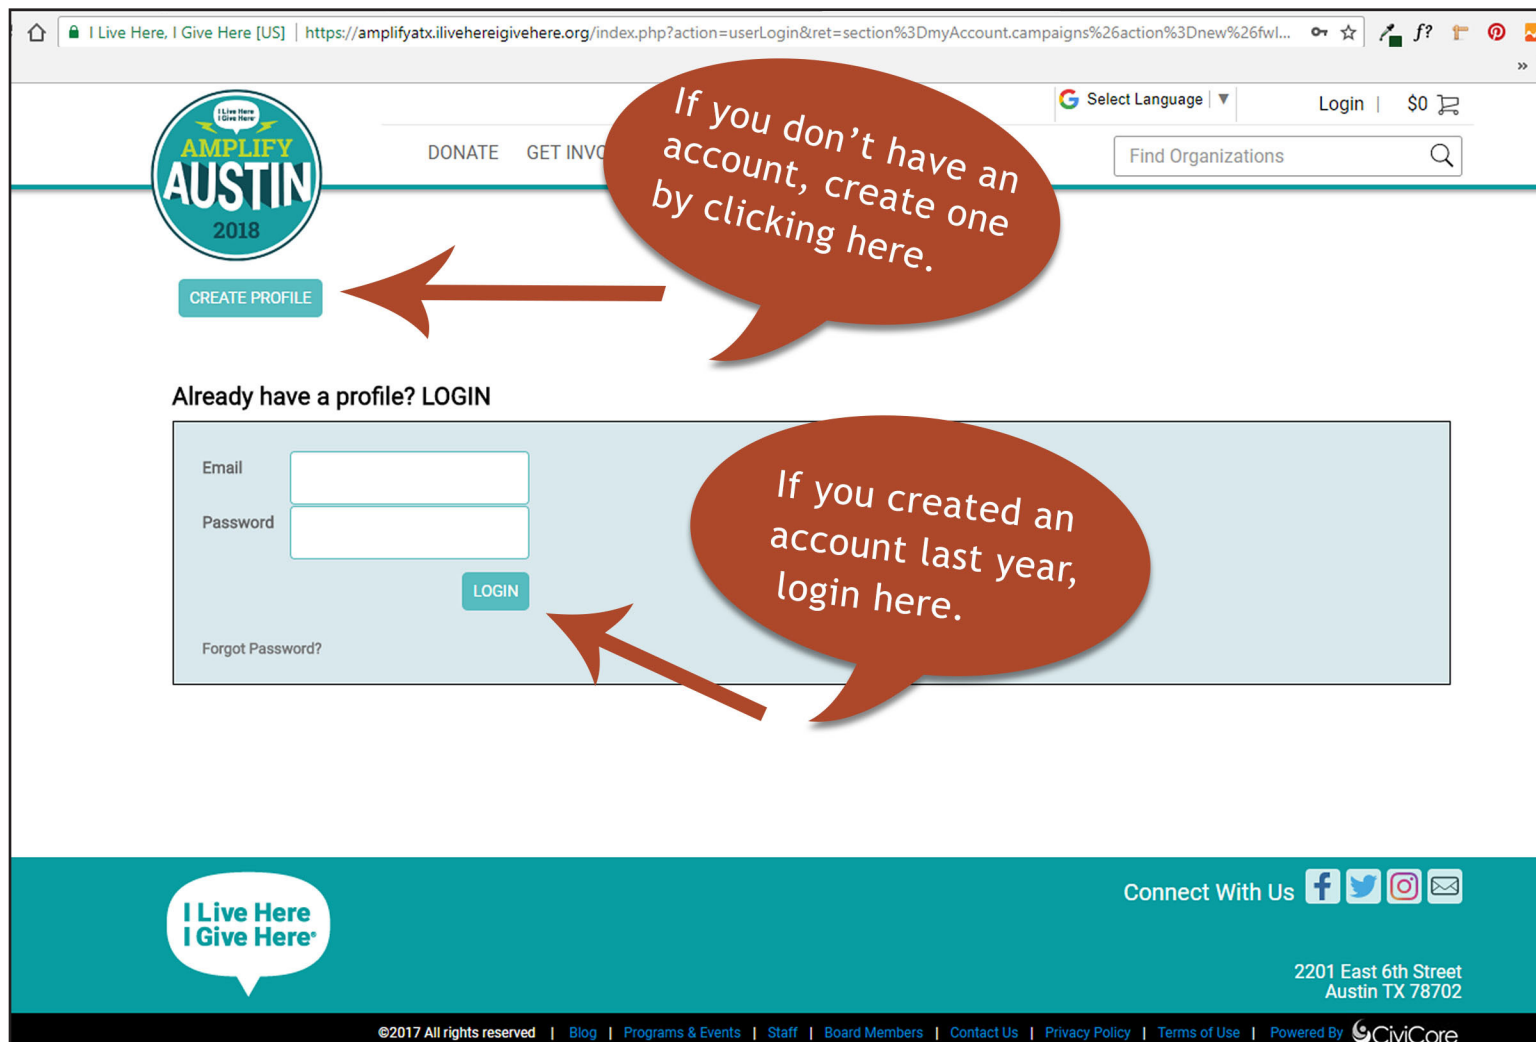 I Live Here, I Give Here [US] | https://amplifyatx.ilivehereigivehere.org/index.php?action=userLogin&ret=section%3DmyAccount.campaigns%26action%3Dnew%26fwl...
f?
»
Select Language | ▼
Login |
$0
I Live Here
I Give Here
AMPLIFY
AUSTIN
2018
DONATE
GET INVO
Find Organizations
If you don't have an
account, create one
by clicking here.
CREATE PROFILE
Already have a profile? LOGIN
Email
Password
LOGIN
Forgot Password?
If you created an
account last year,
login here.
I Live Here
I Give Here®
Connect With Us
2201 East 6th Street
Austin TX 78702
©2017 All rights reserved | Blog | Programs & Events | Staff | Board Members | Contact Us | Privacy Policy | Terms of Use | Powered By CiviCore